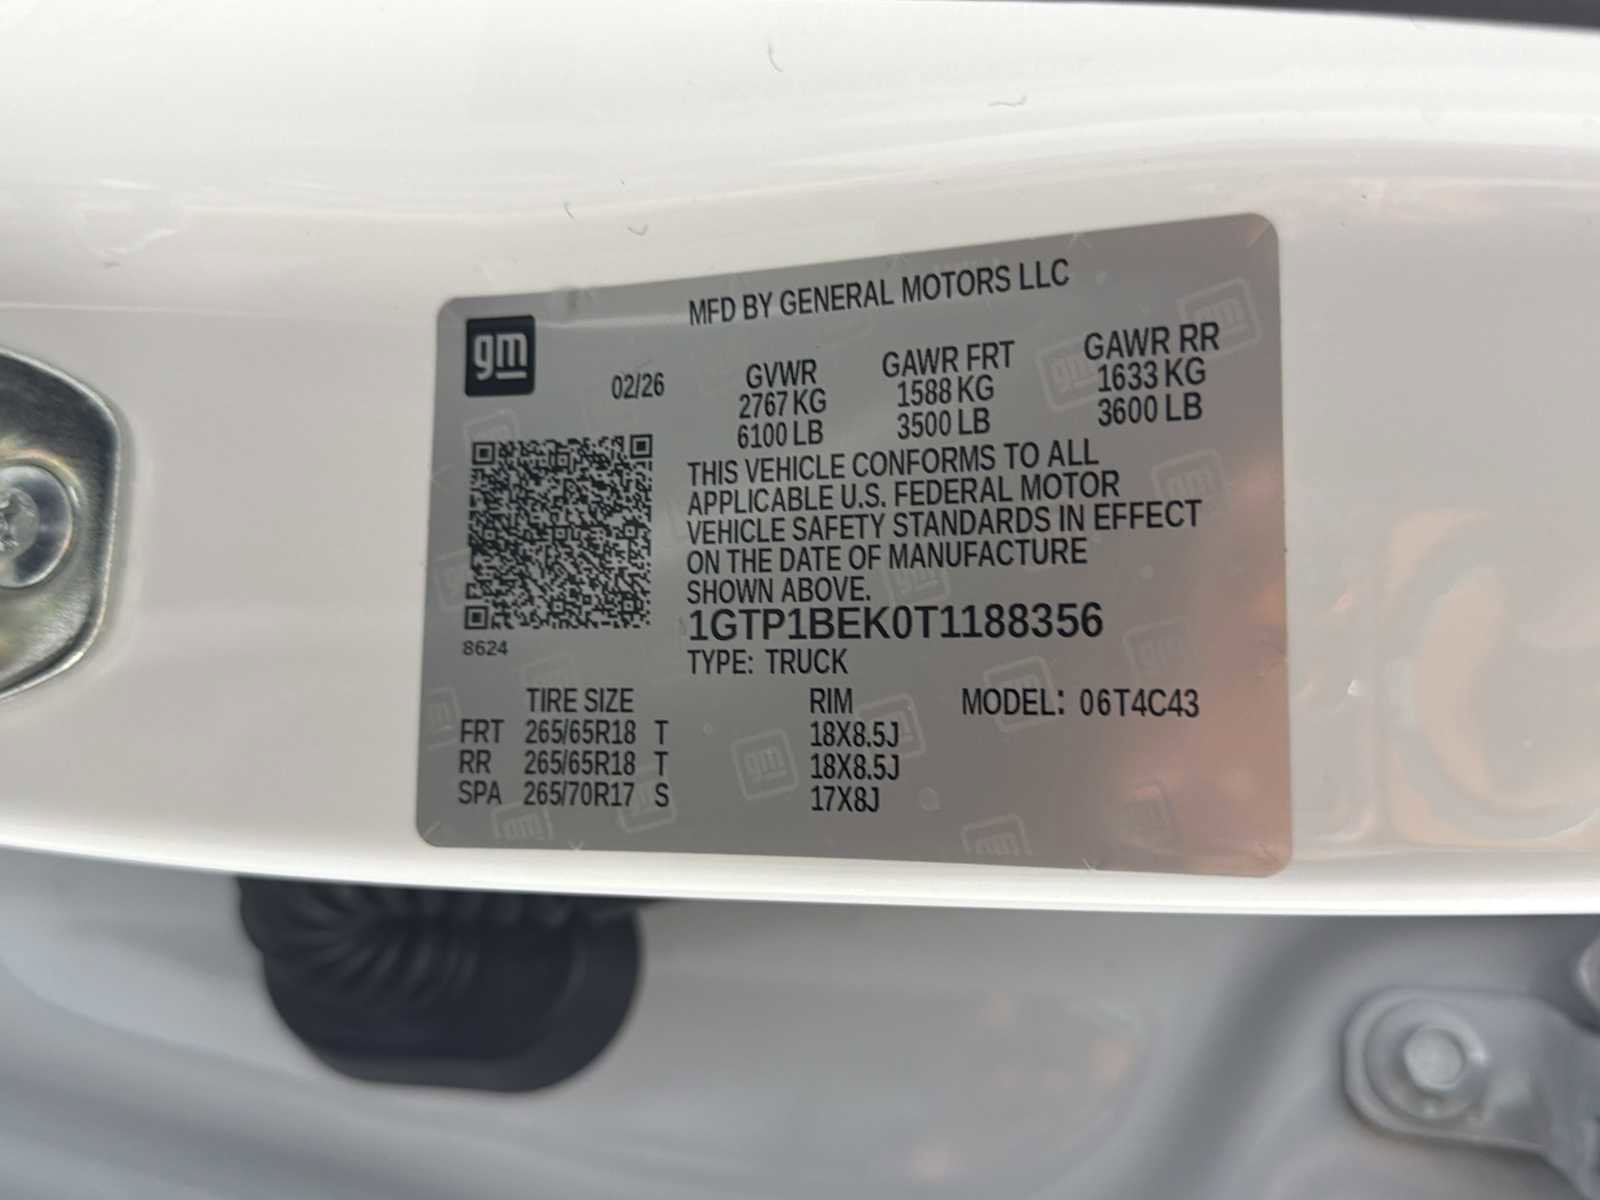 MFD BY GENERAL MOTORS LLC
gm
02/26
GVWR GAWR FRT GAWR RR
2767 KG 1588 KG 1633 KG
6100 LB 3500 LB 3600 LB
THIS VEHICLE CONFORMS TO ALL
APPLICABLE U.S. FEDERAL MOTOR
VEHICLE SAFETY STANDARDS IN EFFECT
ON THE DATE OF MANUFACTURE
SHOWN ABOVE.
8624
1GTP1BEK0T1188356
TYPE: TRUCK
TIRE SIZE RIM MODEL: 06T4C43
FRT 265/65R18 T 18X8.5J
RR 265/65R18 T 18X8.5J
SPA 265/70R17 S 17X8J